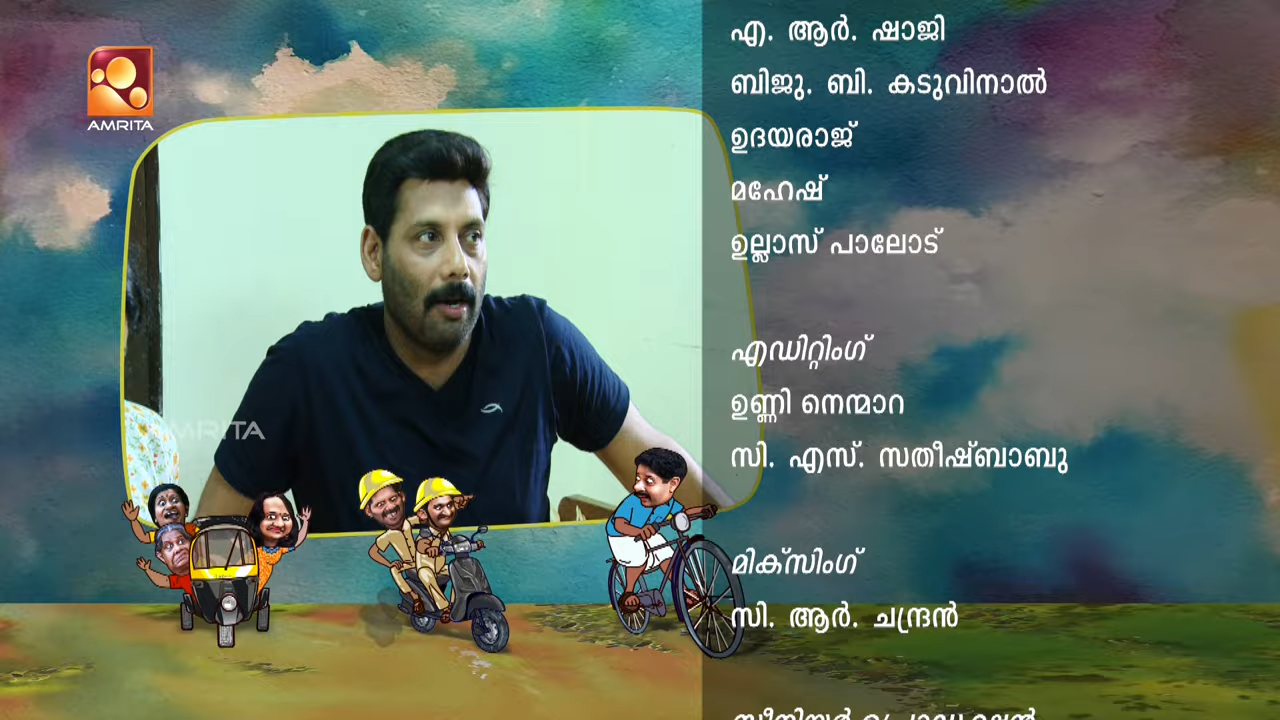 AMRITA
എ. ആർ. ഷാജി
ബിജു. ബി. കടുവിനാൽ
ഉദയരാജ്
മഹേഷ്
ഉല്ലാസ് പാലോട്
എഡിറ്റിംഗ്
ഉണ്ണി നെന്മാറ
സി. എസ്. സതീഷ്ബാബു
മിക്സിംഗ്
സി. ആർ. ചന്ദ്രൻ
AMRITA